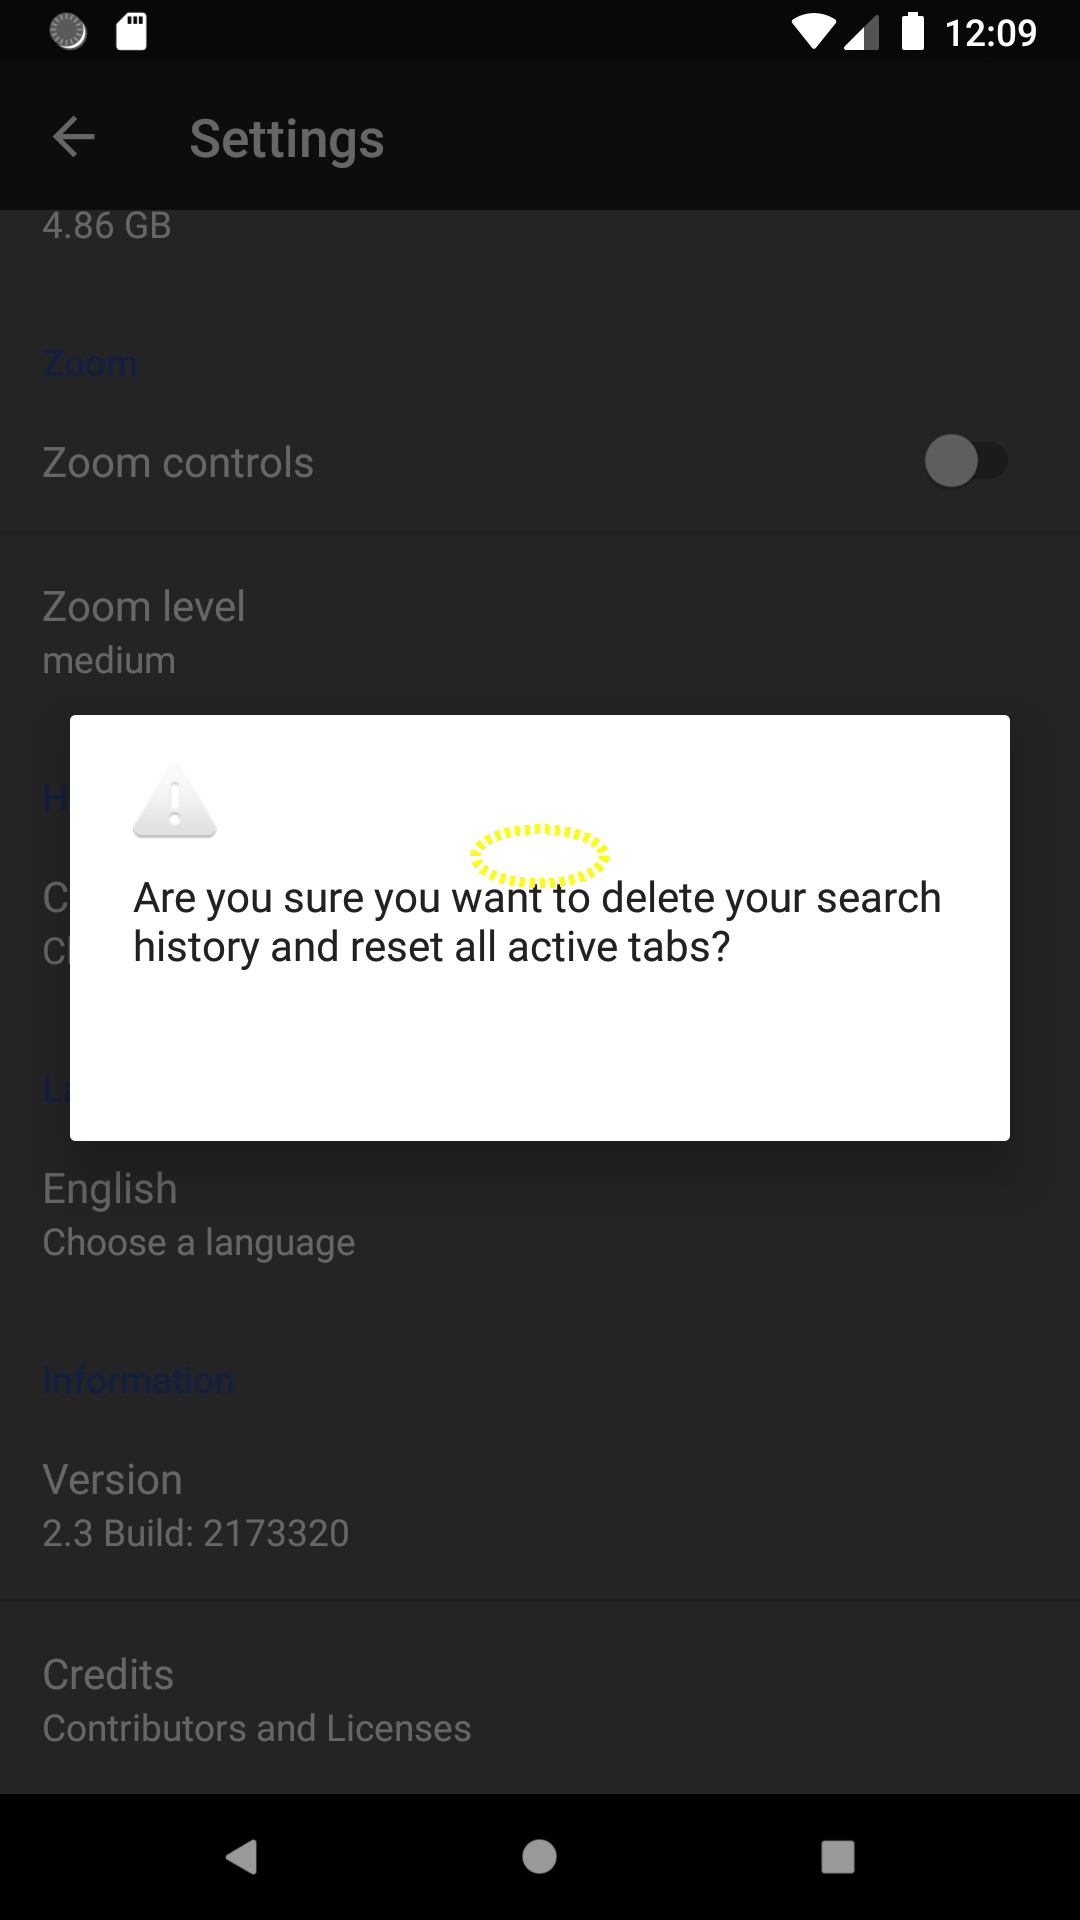 12:09
Settings
4.86 GB
Zoom
Zoom controls
Zoom level
medium
H
Are you sure you want to delete your search
history and reset all active tabs?
C
Cl
La
English
Choose a language
Information
Version
2.3 Build: 2173320
Credits
Contributors and Licenses